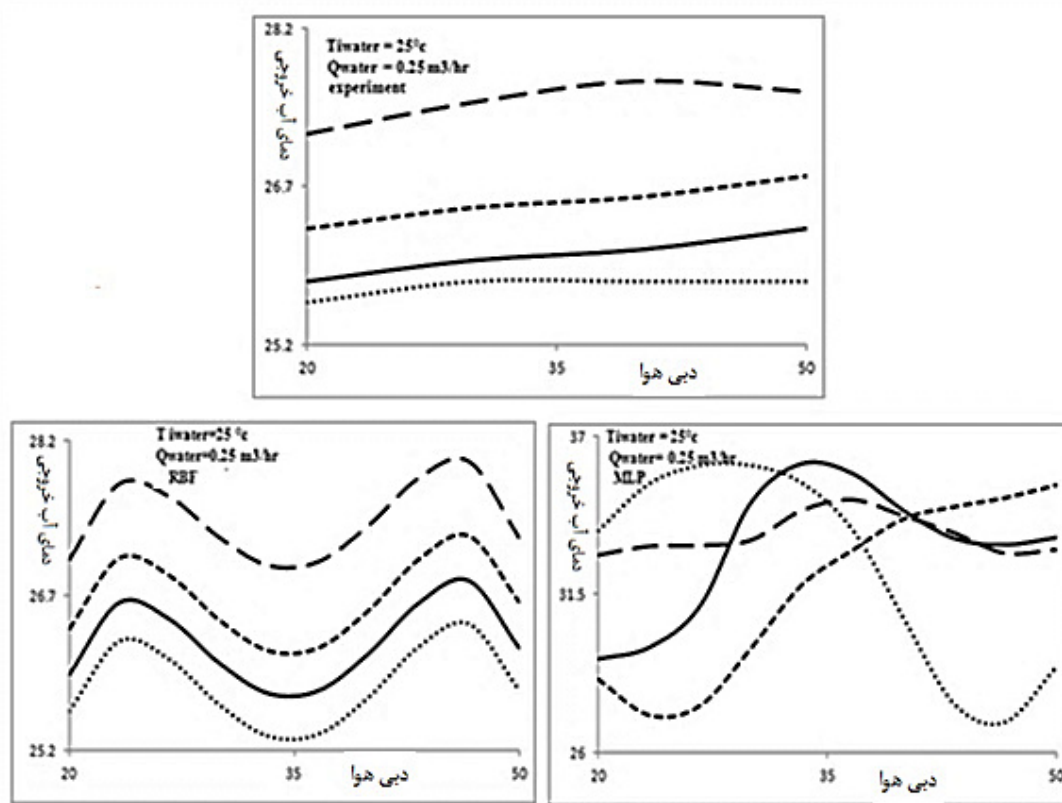 28.2
Tiwater = 25°c
Qwater = 0.25 m3/hr
experiment
دمای آب خروجی
26.7
25.2
20
35
دبی هوا
50
28.2
Tiwater=25 °c
Qwater=0.25 m3/hr
RBF
دمای آب خروجی
26.7
25.2
20
35
دبی هوا
50
37
Tiwater = 25°c
Qwater= 0.25 m3/hr
MLP
دمای آب خروجی
31.5
26
20
35
دبی هوا
50